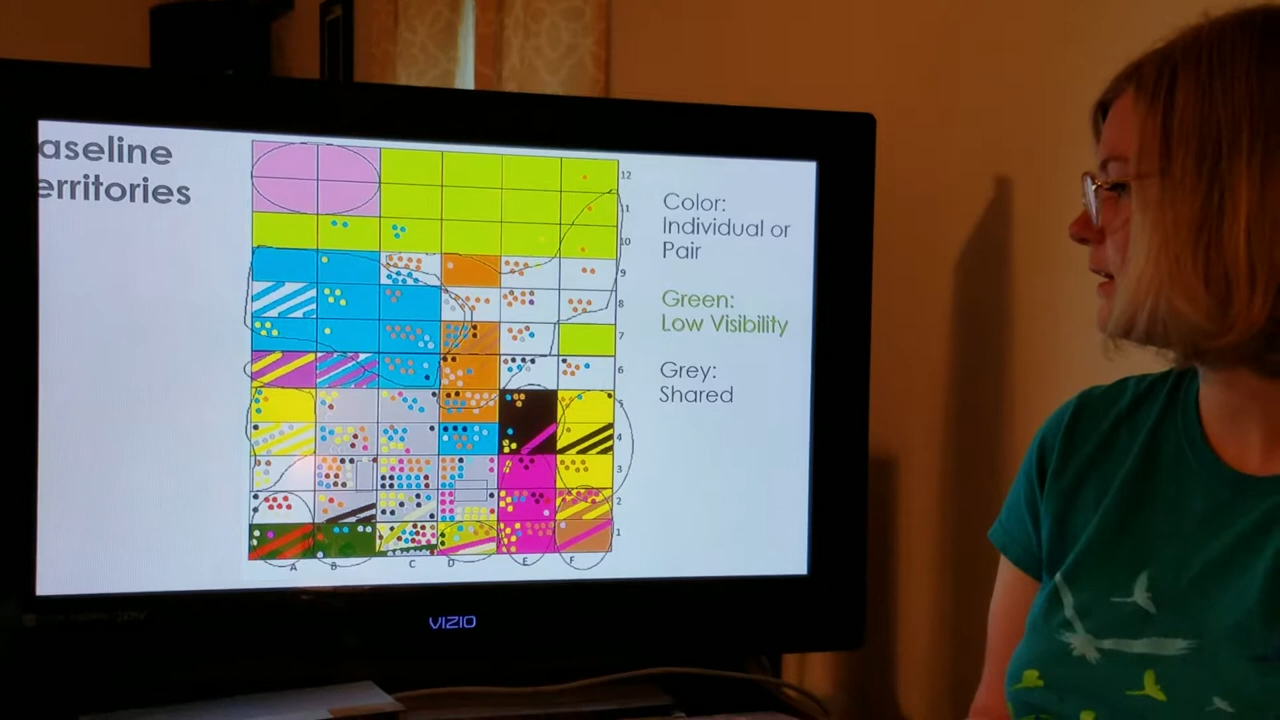 aseline
erritories
12
11
10
9
8
7
6
5
4
3
2
1
A B C D E F
Color:
Individual or
Pair
Green:
Low Visibility
Grey:
Shared
VIZIO